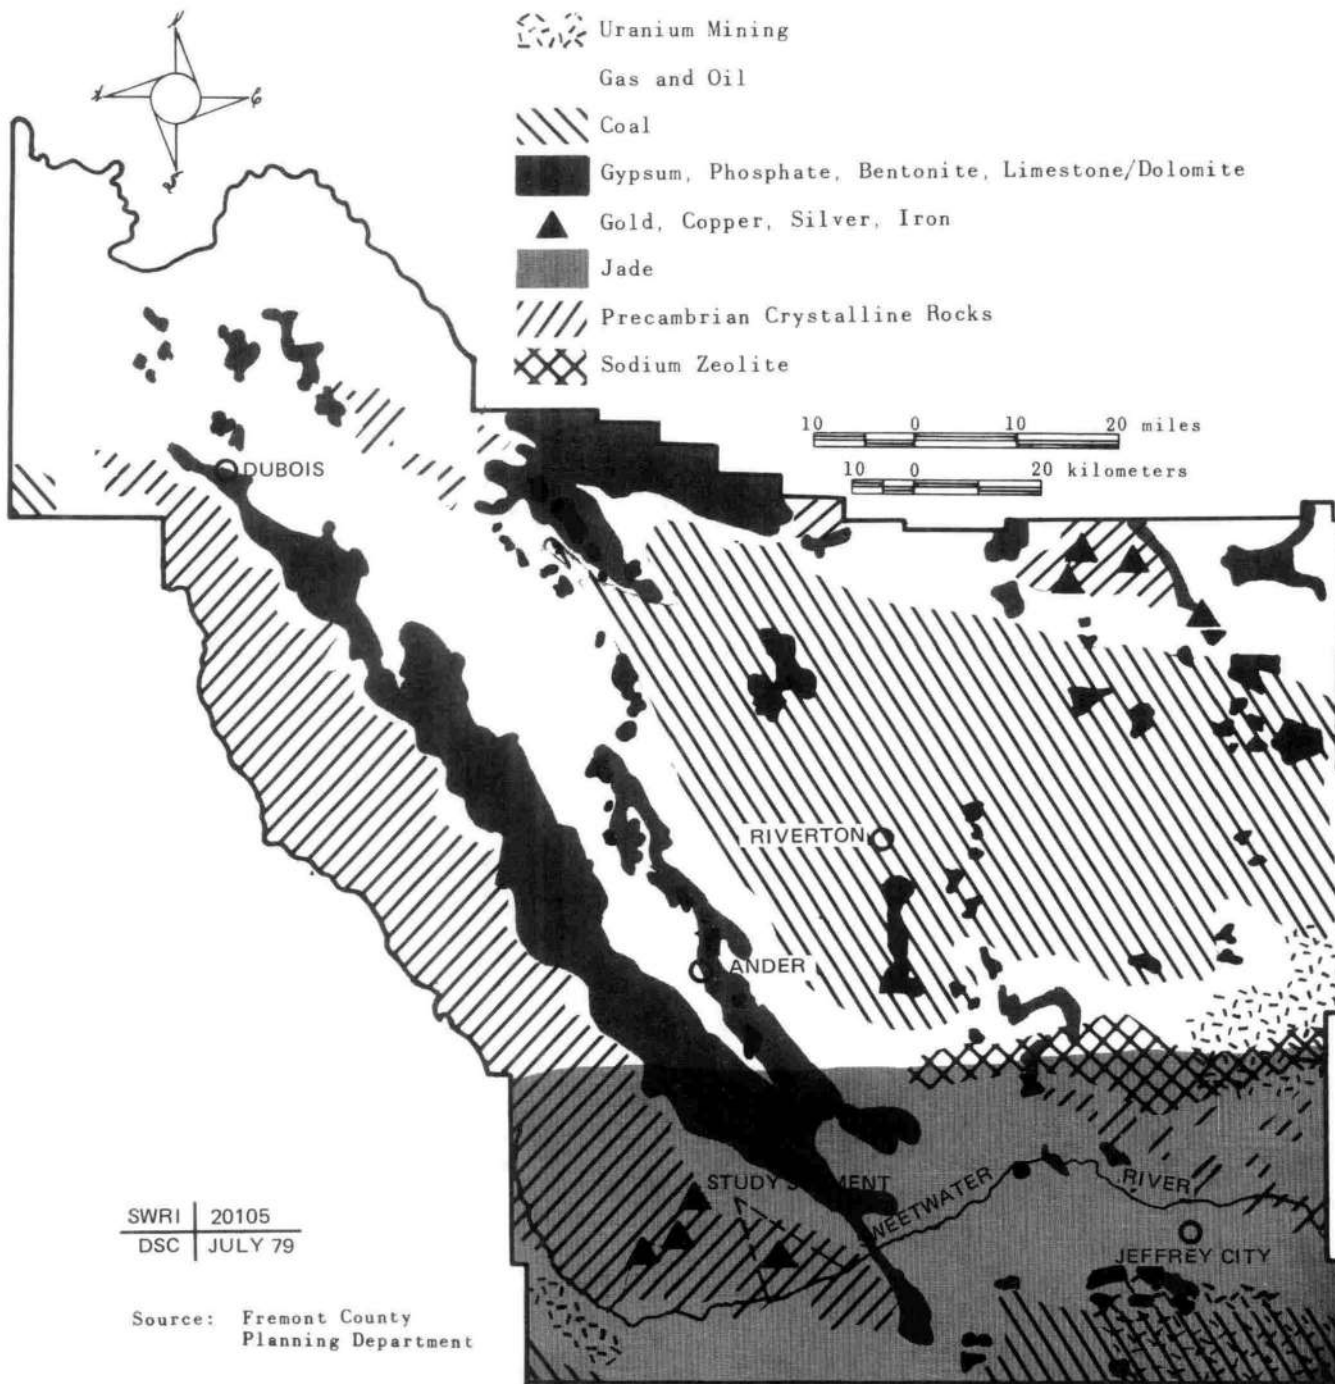 N
Uranium Mining
Gas and Oil
Coal
Gypsum, Phosphate, Bentonite, Limestone/Dolomite
Gold, Copper, Silver, Iron
Jade
Precambrian Crystalline Rocks
Sodium Zeolite
10 0 10 20 miles
10 0 20 kilometers
DUBOIS
RIVERTON
ANDER
STUDY S MENT
WEETWATER RIVER
JEFFREY CITY
SWRI 20105
DSC JULY 79
Source: Fremont County
Planning Department